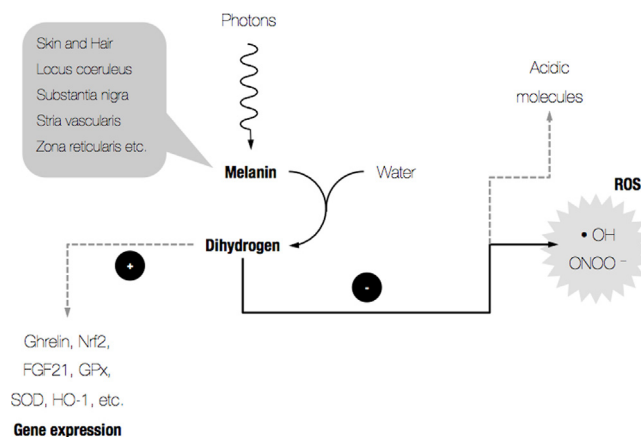 Photons
Skin and Hair
Locus coeruleus
Substantia nigra
Stria vascularis
Zona reticularis etc.
Acidic
molecules
Melanin
Water
ROS
• OH
ONOO⁻
Dihydrogen
+
-
Ghrelin, Nrf2,
FGF21, GPx,
SOD, HO-1, etc.
Gene expression